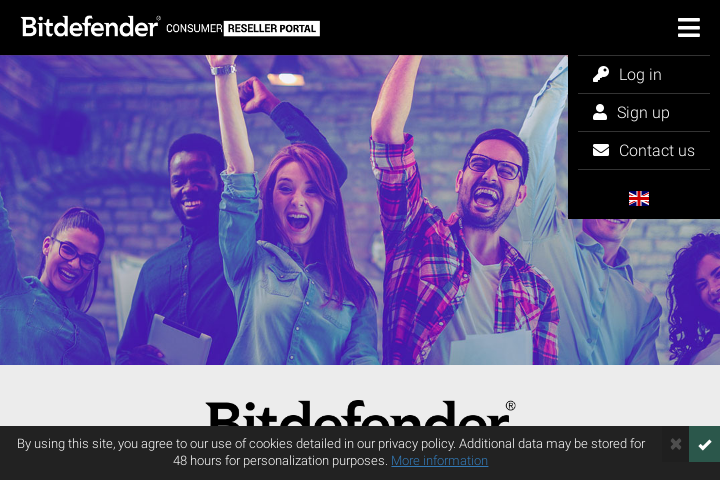 Bitdefender® CONSUMER RESELLER PORTAL
Log in
Sign up
Contact us
Bitdefender®
By using this site, you agree to our use of cookies detailed in our privacy policy. Additional data may be stored for
48 hours for personalization purposes. More information